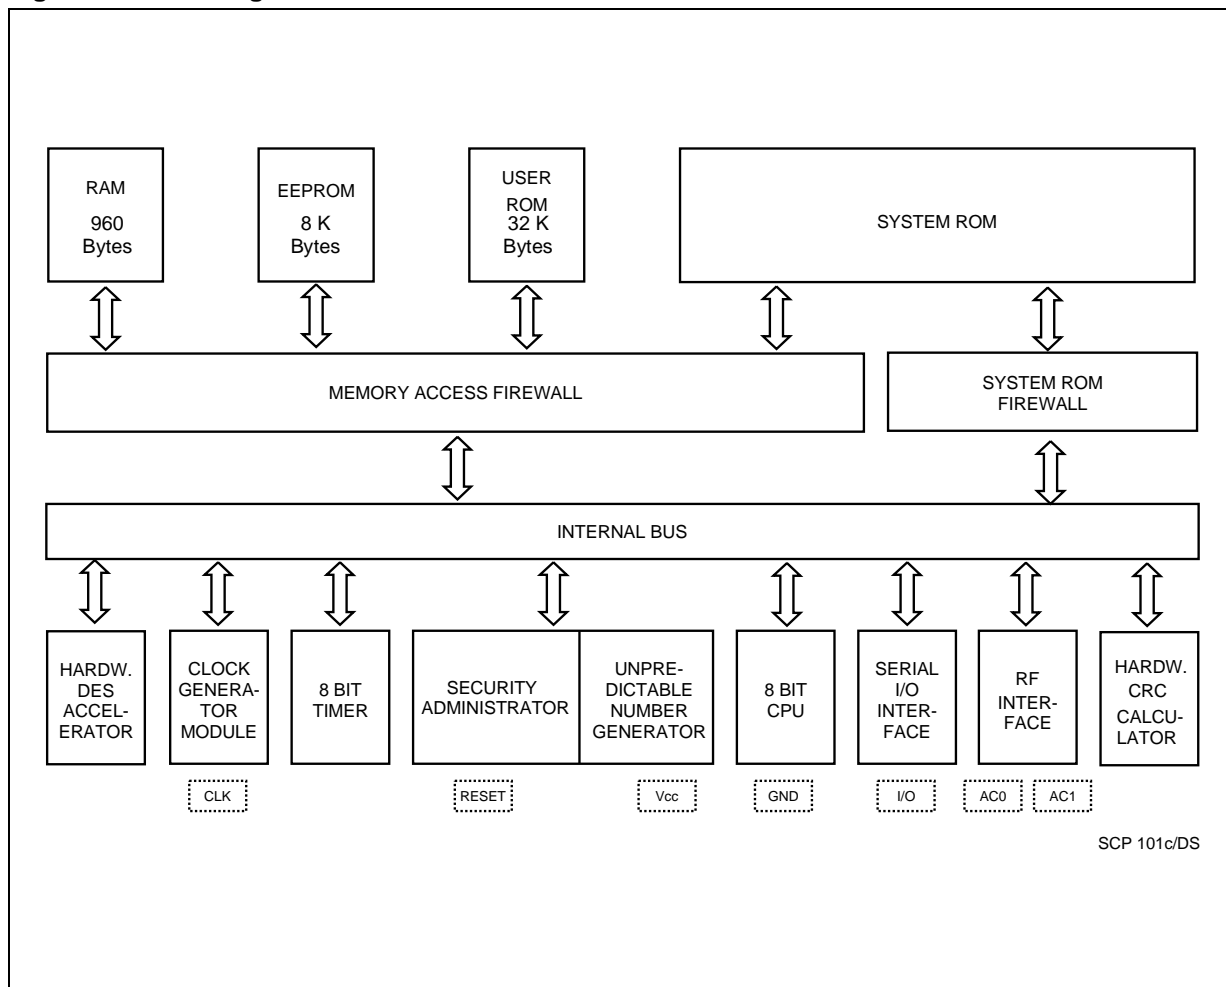 RAM
960
Bytes
EEPROM
8 K
Bytes
USER
ROM
32 K
Bytes
SYSTEM ROM
MEMORY ACCESS FIREWALL
SYSTEM ROM
FIREWALL
INTERNAL BUS
HARDW.
DES
ACCEL-
ERATOR
CLOCK
GENERA-
TOR
MODULE
8 BIT
TIMER
SECURITY
ADMINISTRATOR
UNPRE-
DICTABLE
NUMBER
GENERATOR
8 BIT
CPU
SERIAL
I/O
INTER-
FACE
RF
INTER-
FACE
HARDW.
CRC
CALCU-
LATOR
CLK
RESET
Vcc
GND
I/O
AC0
AC1
SCP 101c/DS